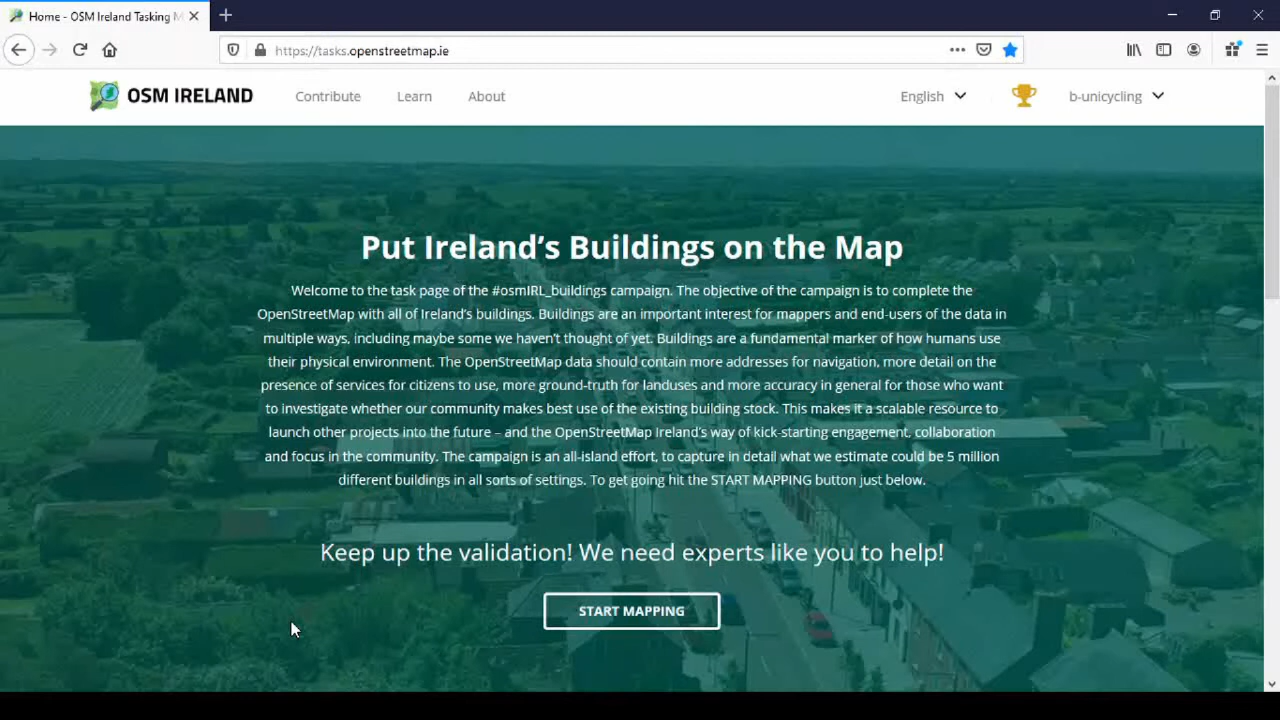 Home - OSM Ireland Tasking M
https://tasks.openstreetmap.ie
OSM IRELAND
Contribute
Learn
About
English
b-unicycling
Put Ireland's Buildings on the Map
Welcome to the task page of the #osmIRL_buildings campaign. The objective of the campaign is to complete the
OpenStreetMap with all of Ireland's buildings. Buildings are an important interest for mappers and end-users of the data in
multiple ways, including maybe some we haven't thought of yet. Buildings are a fundamental marker of how humans use
their physical environment. The OpenStreetMap data should contain more addresses for navigation, more detail on the
presence of services for citizens to use, more ground-truth for landuses and more accuracy in general for those who want
to investigate whether our community makes best use of the existing building stock. This makes it a scalable resource to
launch other projects into the future – and the OpenStreetMap Ireland's way of kick-starting engagement, collaboration
and focus in the community. The campaign is an all-island effort, to capture in detail what we estimate could be 5 million
different buildings in all sorts of settings. To get going hit the START MAPPING button just below.
Keep up the validation! We need experts like you to help!
START MAPPING